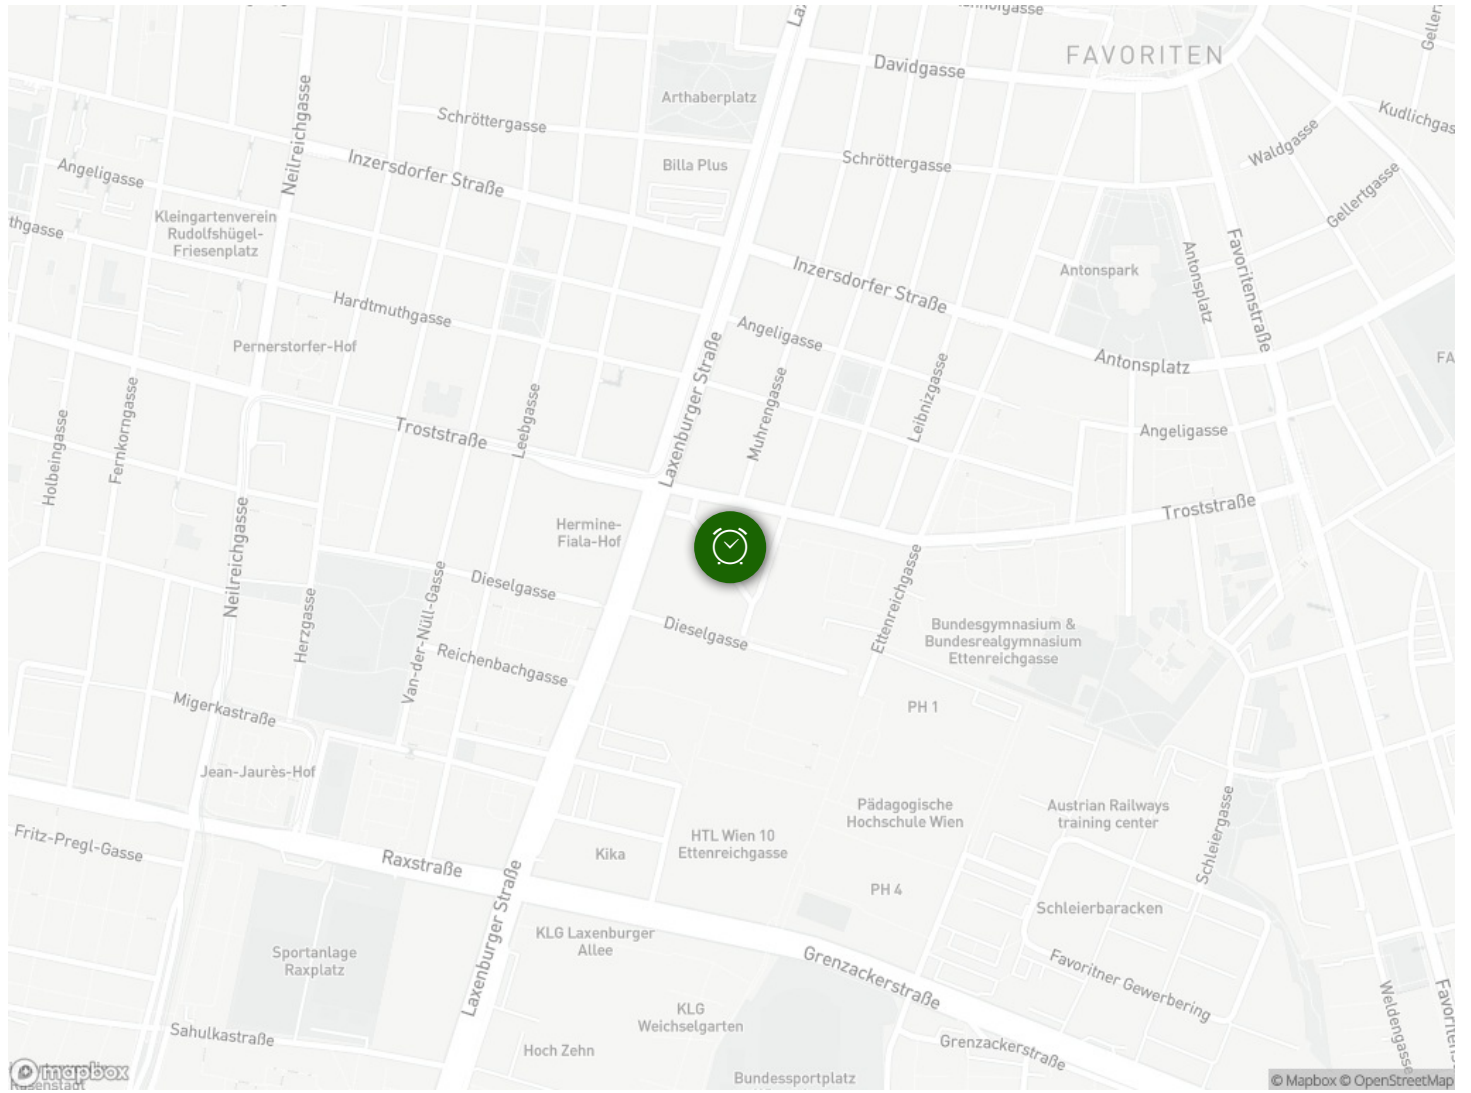 Davidgasse
FAVORITEN
Gellert
Arthaberplatz
Kudlichgas
Schröttergasse
Waldgasse
Schröttergasse
Billa Plus
Inzersdorfer Straße
Neilreichgasse
Angeligasse
Gellertgasse
Kleingartenverein
Rudolfshügel-
Friesenplatz
thgasse
Favoritenstraße
Antonsplatz
Antonspark
Inzersdorfer Straße
Hardtmuthgasse
Angeligasse
Pernerstorfer-Hof
Laxenburger Straße
Antonsplatz
FA
Muhrengasse
Leibnizgasse
Leebgasse
Fernkorngasse
Holbeingasse
Troststraße
Angeligasse
Troststraße
Hermine-
Fiala-Hof
Neilreichgasse
Dieselgasse
Ettenreichgasse
Herzgasse
Van-der-Nüll-Gasse
Dieselgasse
Bundesgymnasium &
Bundesrealgymnasium
Ettenreichgasse
Reichenbachgasse
PH 1
Migerkastraße
Jean-Jaurès-Hof
Pädagogische
Hochschule Wien
Austrian Railways
training center
Schleiergasse
Fritz-Pregl-Gasse
HTL Wien 10
Ettenreichgasse
Kika
Raxstraße
PH 4
Schleierbaracken
Laxenburger Straße
KLG Laxenburger
Allee
Sportanlage
Raxplatz
Grenzackerstraße
Favoritner Gewerbering
Weldengasse
Favoriten
KLG
Weichselgarten
Sahulkastraße
Hoch Zehn
Grenzackerstraße
Bundessportplatz
mapbox
© Mapbox © OpenStreetMap